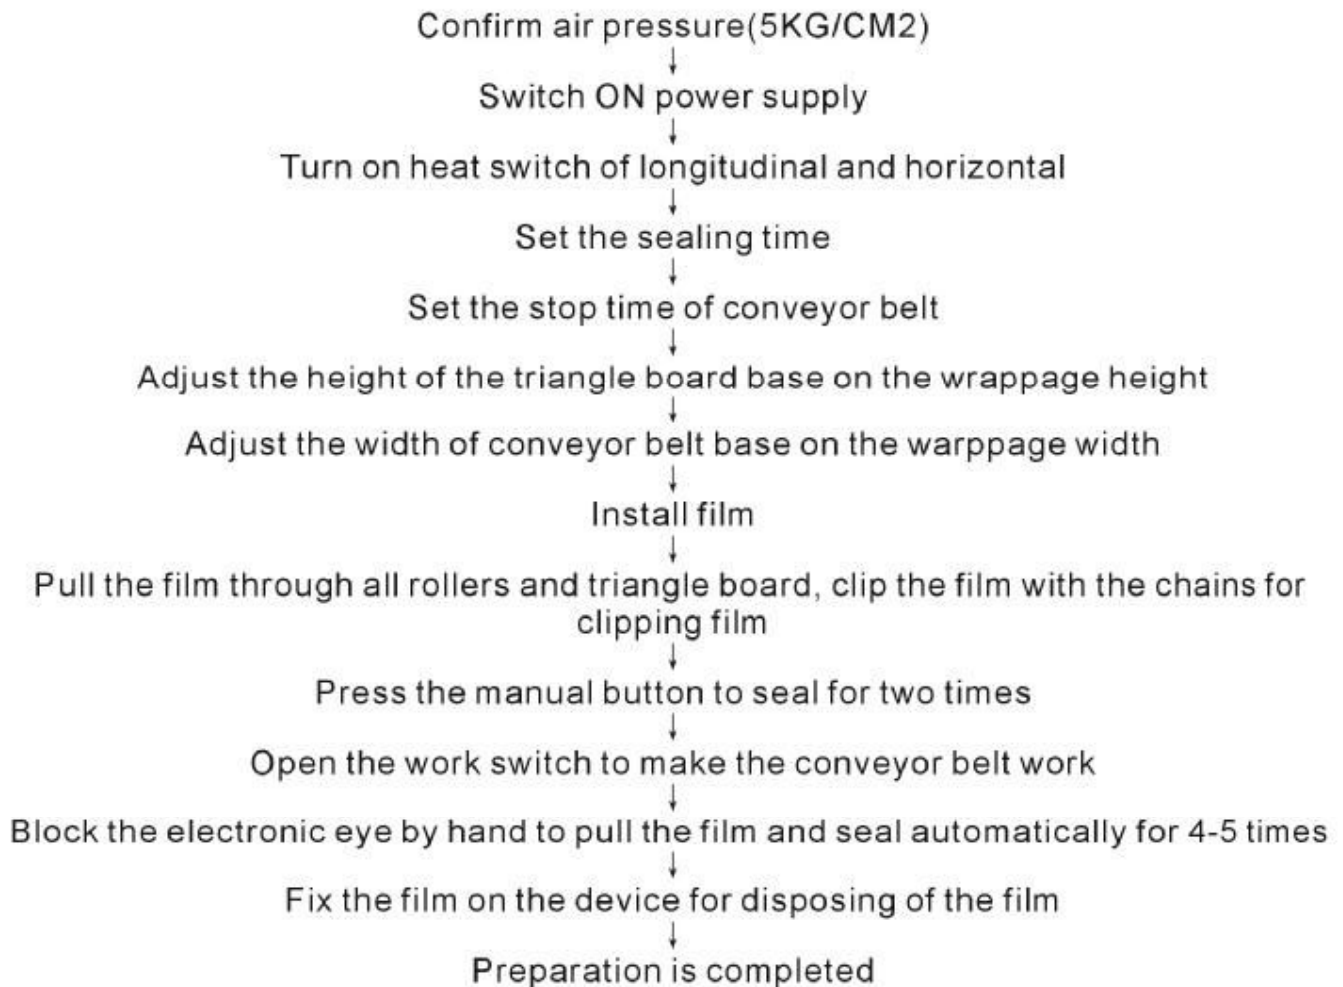 Confirm air pressure(5KG/CM2)
Switch ON power supply
Turn on heat switch of longitudinal and horizontal
Set the sealing time
Set the stop time of conveyor belt
Adjust the height of the triangle board base on the wrappage height
Adjust the width of conveyor belt base on the warppage width
Install film
Pull the film through all rollers and triangle board, clip the film with the chains for
clipping film
Press the manual button to seal for two times
Open the work switch to make the conveyor belt work
Block the electronic eye by hand to pull the film and seal automatically for 4-5 times
Fix the film on the device for disposing of the film
Preparation is completed